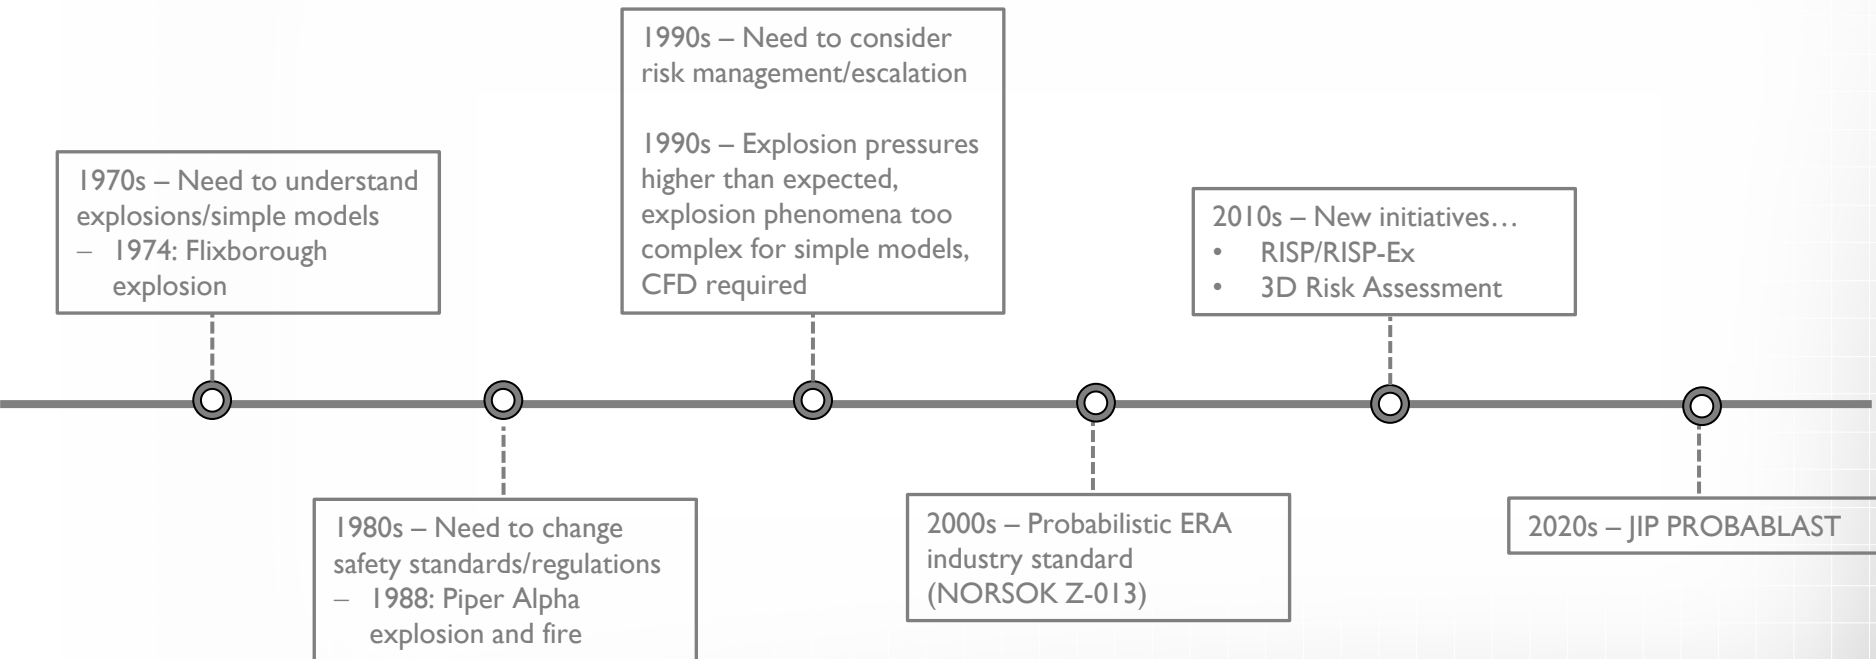 1970s – Need to understand
explosions/simple models
– 1974: Flixborough
explosion
1980s – Need to change
safety standards/regulations
– 1988: Piper Alpha
explosion and fire
1990s – Need to consider
risk management/escalation
1990s – Explosion pressures
higher than expected,
explosion phenomena too
complex for simple models,
CFD required
2000s – Probabilistic ERA
industry standard
(NORSOK Z-013)
2010s – New initiatives…
• RISP/RISP-Ex
• 3D Risk Assessment
2020s – JIP PROBABLAST